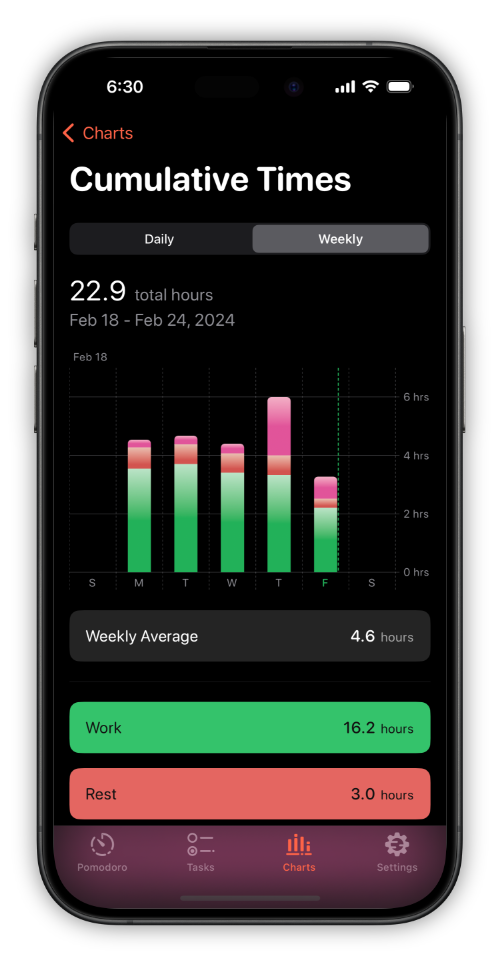 6:30
Charts
Cumulative Times
Daily Weekly
22.9 total hours
Feb 18 - Feb 24, 2024
Feb 18
6 hrs
4 hrs
2 hrs
0 hrs
S M T W T F S
Weekly Average 4.6 hours
Work 16.2 hours
Rest 3.0 hours
Pomodoro Tasks Charts Settings